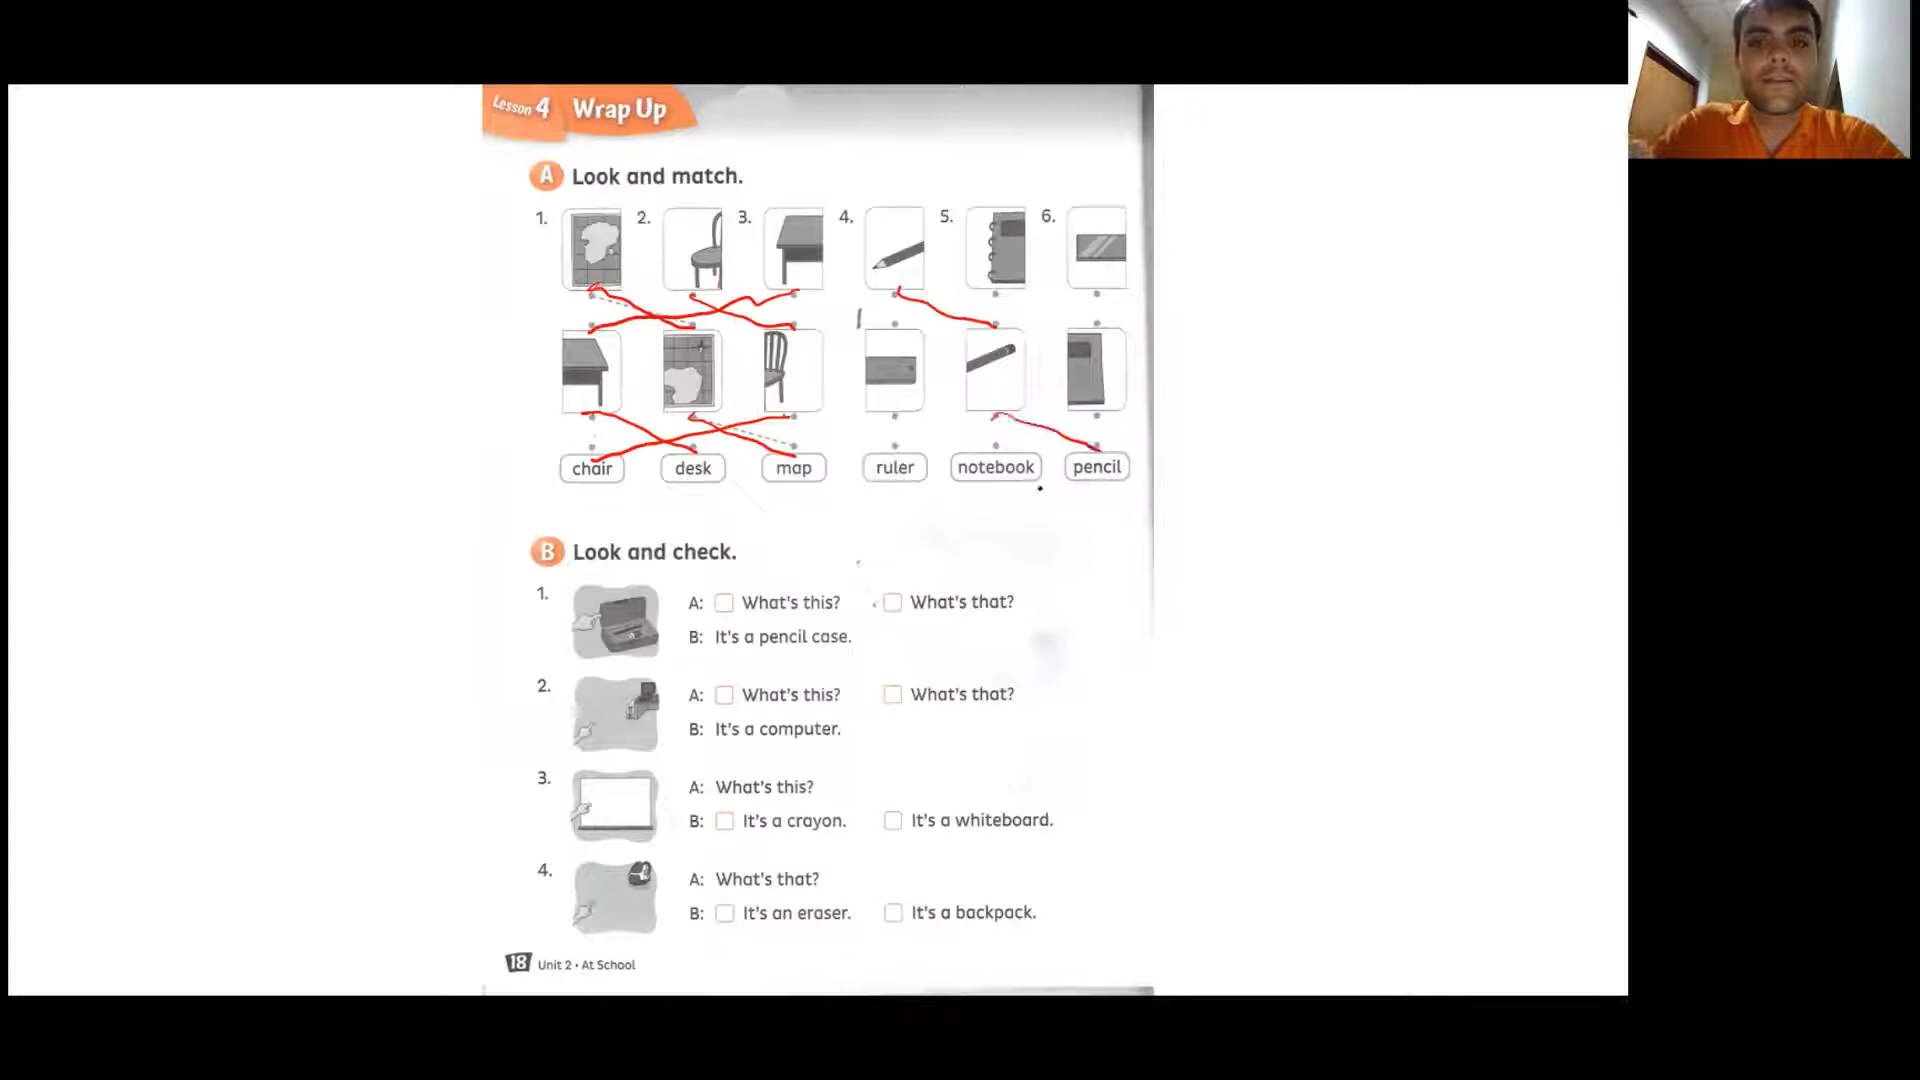 Lesson 4 Wrap Up
A Look and match.
1. 2. 3. 4. 5. 6.
chair desk map ruler notebook pencil
B Look and check.
1. A: What's this? What's that?
B: It's a pencil case.
2. A: What's this? What's that?
B: It's a computer.
3. A: What's this?
B: It's a crayon. It's a whiteboard.
4. A: What's that?
B: It's an eraser. It's a backpack.
18 Unit 2 • At School